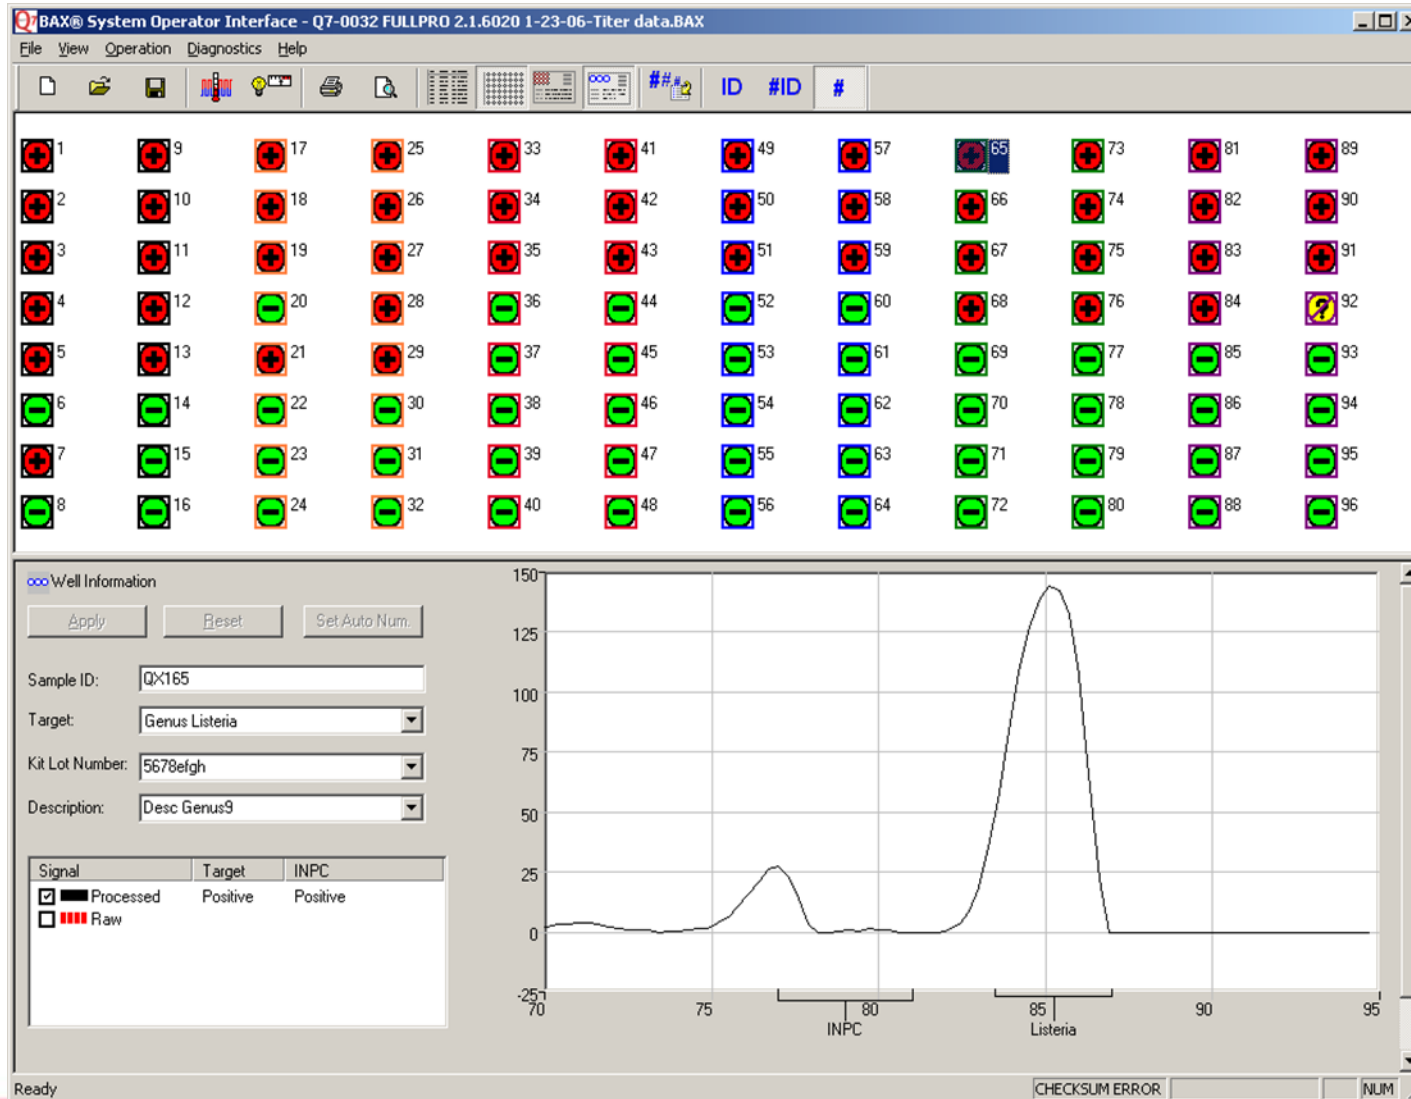 Q7 BAX® System Operator Interface - Q7-0032 FULLPRO 2.1.6020 1-23-06-Titer data.BAX
File View Operation Diagnostics Help
##.#? ID #ID #
1 9 17 25 33 41 49 57 65 73 81 89
2 10 18 26 34 42 50 58 66 74 82 90
3 11 19 27 35 43 51 59 67 75 83 91
4 12 20 28 36 44 52 60 68 76 84 ? 92
5 13 21 29 37 45 53 61 69 77 85 93
6 14 22 30 38 46 54 62 70 78 86 94
7 15 23 31 39 47 55 63 71 79 87 95
8 16 24 32 40 48 56 64 72 80 88 96
Well Information
Apply Reset Set Auto Num.
Sample ID: QX165
Target: Genus Listeria
Kit Lot Number: 5678efgh
Description: Desc Genus9
Signal Target INPC
Processed Positive Positive
Raw
150
125
100
75
50
25
0
-25
70 75 80 85 90 95
INPC Listeria
Ready CHECKSUM ERROR NUM